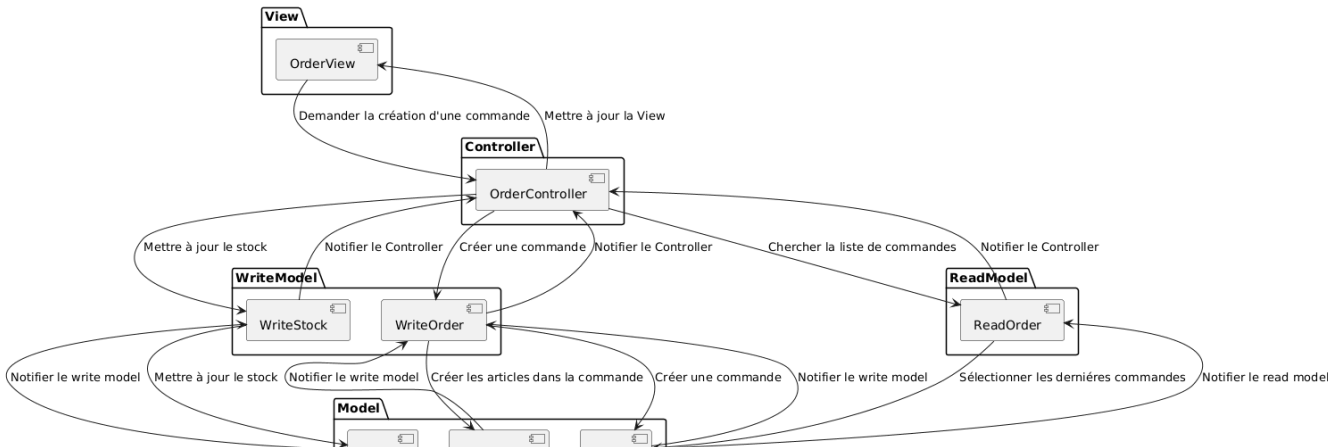 View
OrderView
Demander la création d'une commande
Mettre à jour la View
Controller
OrderController
Mettre à jour le stock
Notifier le Controller
Créer une commande
Notifier le Controller
Chercher la liste de commandes
Notifier le Controller
WriteModel
ReadModel
WriteStock
WriteOrder
ReadOrder
Notifier le write model
Mettre à jour le stock
Notifier le write model
Créer les articles dans la commande
Créer une commande
Notifier le write model
Sélectionner les derniéres commandes
Notifier le read model
Model